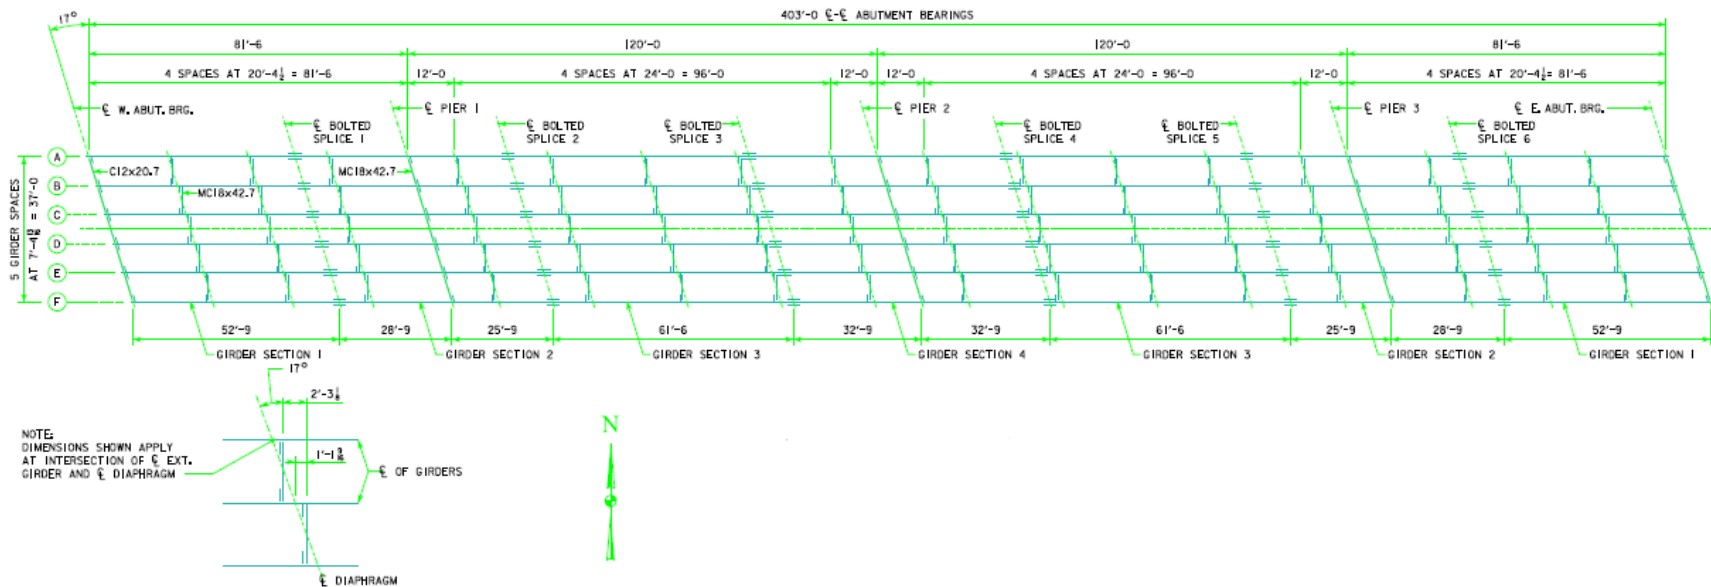 17°
403'-0 ℄-℄ ABUTMENT BEARINGS
81'-6
120'-0
120'-0
81'-6
4 SPACES AT 20'-4½ = 81'-6
12'-0
4 SPACES AT 24'-0 = 96'-0
12'-0
12'-0
4 SPACES AT 24'-0 = 96'-0
12'-0
4 SPACES AT 20'-4½= 81'-6
℄ W. ABUT. BRG.
℄ PIER 1
℄ PIER 2
℄ PIER 3
℄ E. ABUT. BRG.
℄ BOLTED
SPLICE 1
℄ BOLTED
SPLICE 2
℄ BOLTED
SPLICE 3
℄ BOLTED
SPLICE 4
℄ BOLTED
SPLICE 5
℄ BOLTED
SPLICE 6
A
B
C
D
E
F
C12x20.7
MC18x42.7
MC18x42.7
5 GIRDER SPACES
AT 7'-4 13/16 = 37'-0
52'-9
28'-9
25'-9
61'-6
32'-9
32'-9
61'-6
25'-9
28'-9
52'-9
GIRDER SECTION 1
GIRDER SECTION 2
GIRDER SECTION 3
GIRDER SECTION 4
GIRDER SECTION 3
GIRDER SECTION 2
GIRDER SECTION 1
17°
2'-3⅛
1'-1 9/16
NOTE:
DIMENSIONS SHOWN APPLY
AT INTERSECTION OF ℄ EXT.
GIRDER AND ℄ DIAPHRAGM
℄ OF GIRDERS
℄ DIAPHRAGM
N